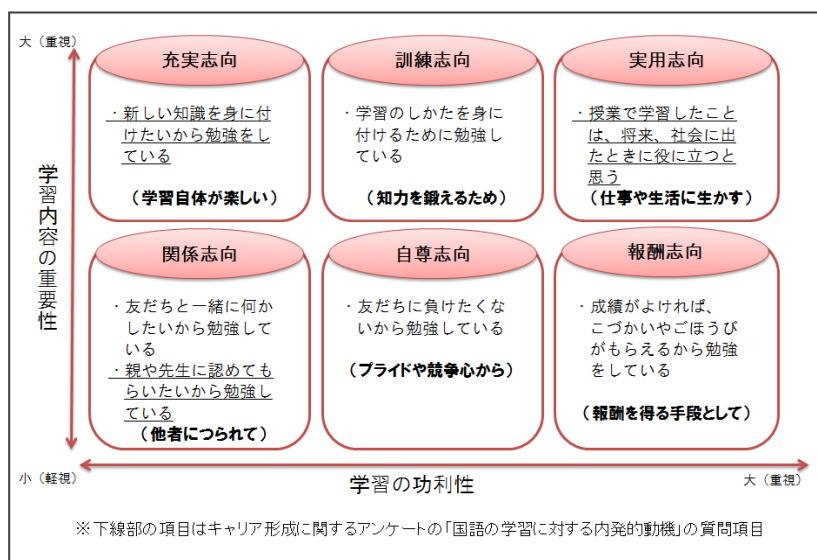 大（重視）
充実志向
・新しい知識を身に付
けたいから勉強をし
ている
（学習自体が楽しい）
訓練志向
・学習のしかたを身に
付けるために勉強し
ている
（知力を鍛えるため）
実用志向
・授業で学習したこと
は、将来、社会に出
たときに役に立つと
思う
（仕事や生活に生かす）
学習内容の重要性
関係志向
・友だちと一緒に何か
したいから勉強して
いる
・親や先生に認めても
らいたいから勉強し
ている
（他者につられて）
自尊志向
・友だちに負けたくな
いから勉強している
（プライドや競争心から）
報酬志向
・成績がよければ、
こづかいやごほうび
がもらえるから勉強
をしている
（報酬を得る手段として）
小（軽視）
学習の功利性
大（重視）
※下線部の項目はキャリア形成に関するアンケートの「国語の学習に対する内発的動機」の質問項目